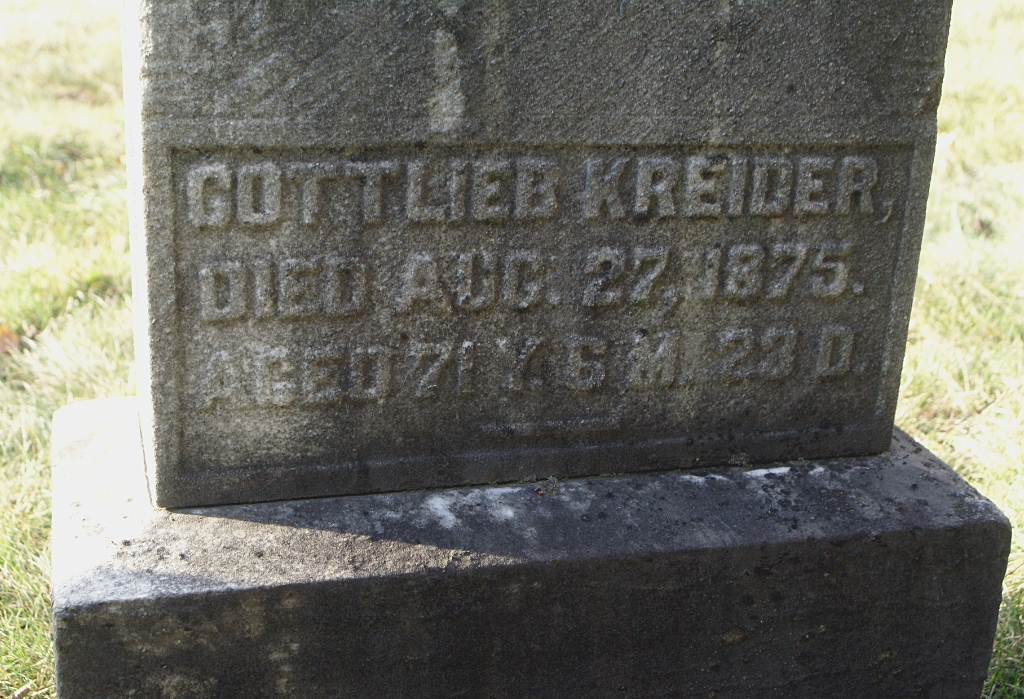 GOTTLIEB KREIDER,
DIED AUG. 27, 1875.
AGED 71 Y. 6 M. 23 D.